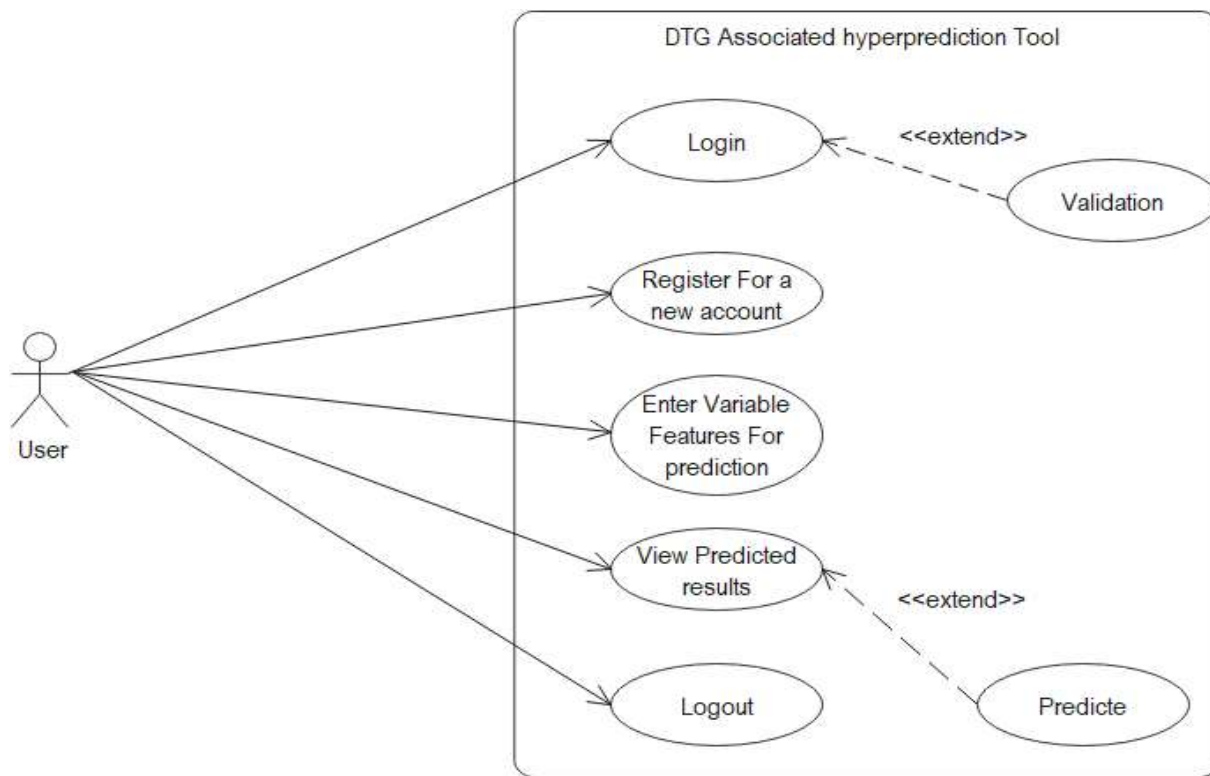 DTG Associated hyperprediction Tool
Login
<<extend>>
Validation
Register For a
new account
User
Enter Variable
Features For
prediction
View Predicted
results
<<extend>>
Logout
Predicte